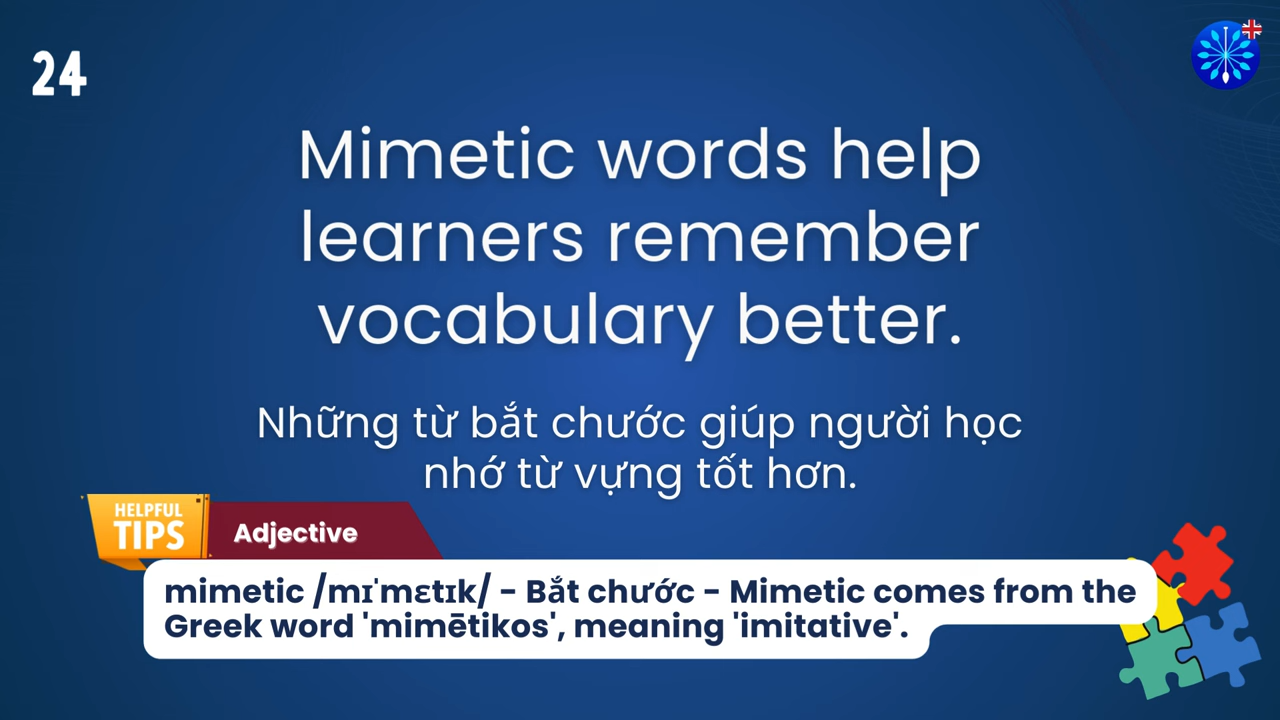 24
Mimetic words help
learners remember
vocabulary better.
Những từ bắt chước giúp người học
nhớ từ vựng tốt hơn.
HELPFUL
TIPS
Adjective
mimetic /mɪˈmɛtɪk/ - Bắt chước - Mimetic comes from the
Greek word 'mimētikos', meaning 'imitative'.